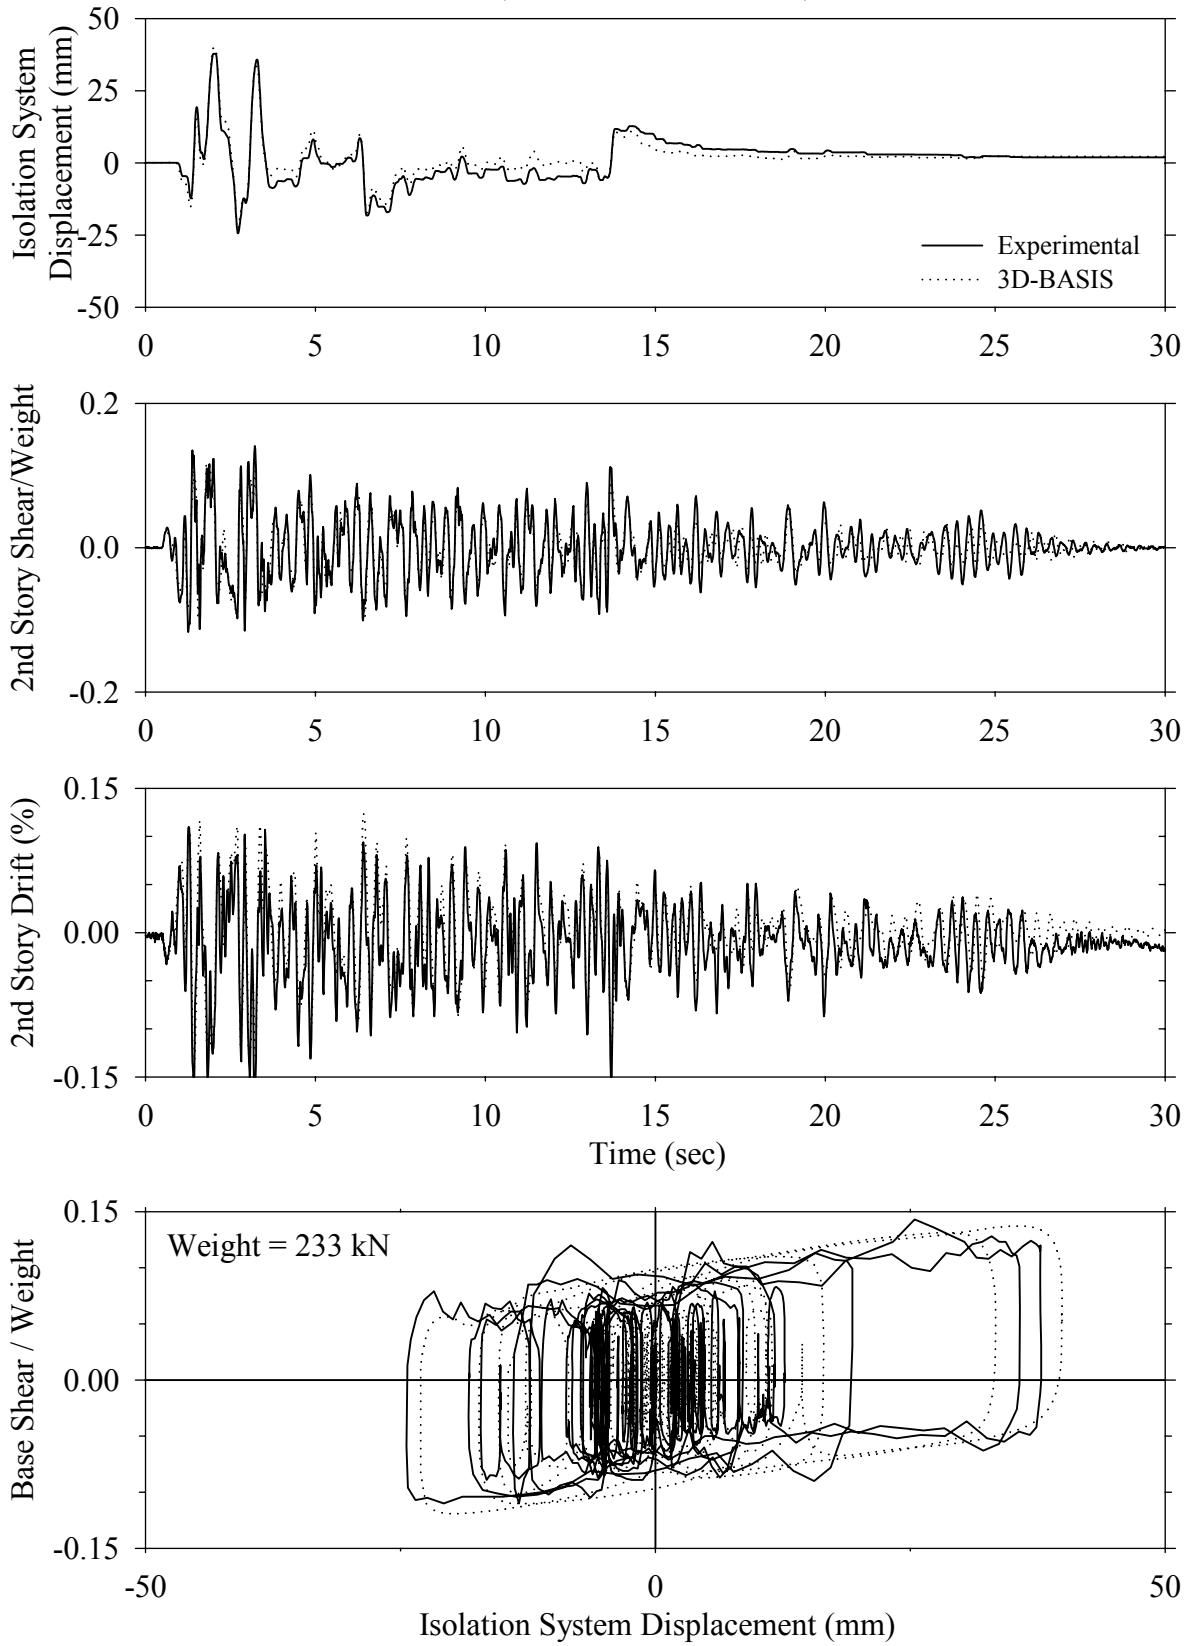 50
25
0
-25
-50
Isolation System
Displacement (mm)
Experimental
3D-BASIS
0 5 10 15 20 25 30
0.2
0.0
-0.2
2nd Story Shear/Weight
0 5 10 15 20 25 30
0.15
0.00
-0.15
2nd Story Drift (%)
0 5 10 15 20 25 30
Time (sec)
0.15
0.00
-0.15
Base Shear / Weight
Weight = 233 kN
-50 0 50
Isolation System Displacement (mm)